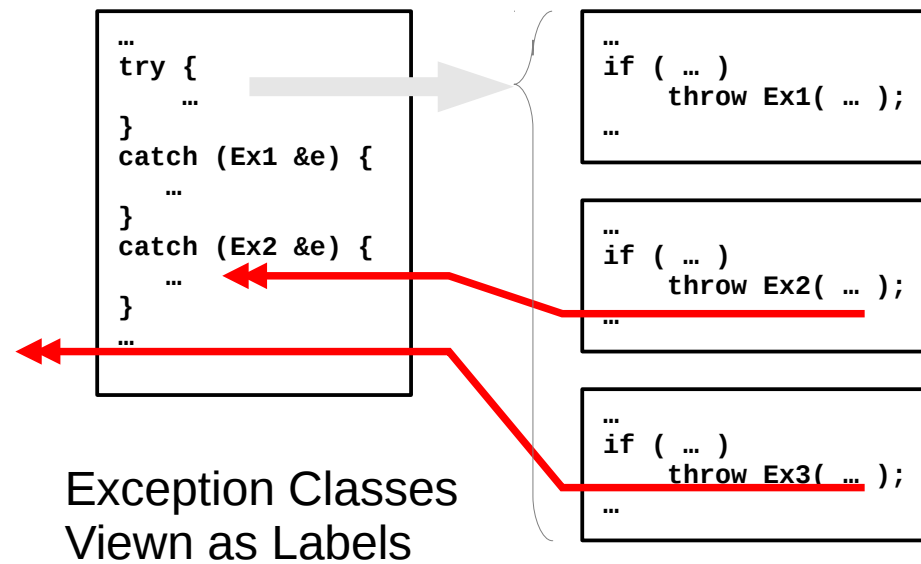 …
try {
…
}
catch (Ex1 &e) {
…
}
catch (Ex2 &e) {
…
}
…
…
if ( … )
throw Ex1( … );
…
…
if ( … )
throw Ex2( … );
…
…
if ( … )
throw Ex3( … );
…
Exception Classes
Viewn as Labels